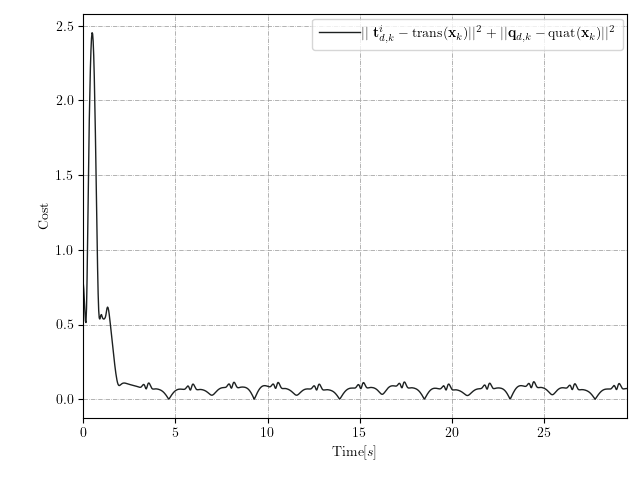 || t^i_{d,k} − trans(x_k)||^2 + ||q_{d,k} − quat(x_k)||^2
2.5
2.0
1.5
1.0
0.5
0.0
Cost
0 5 10 15 20 25
Time[s]